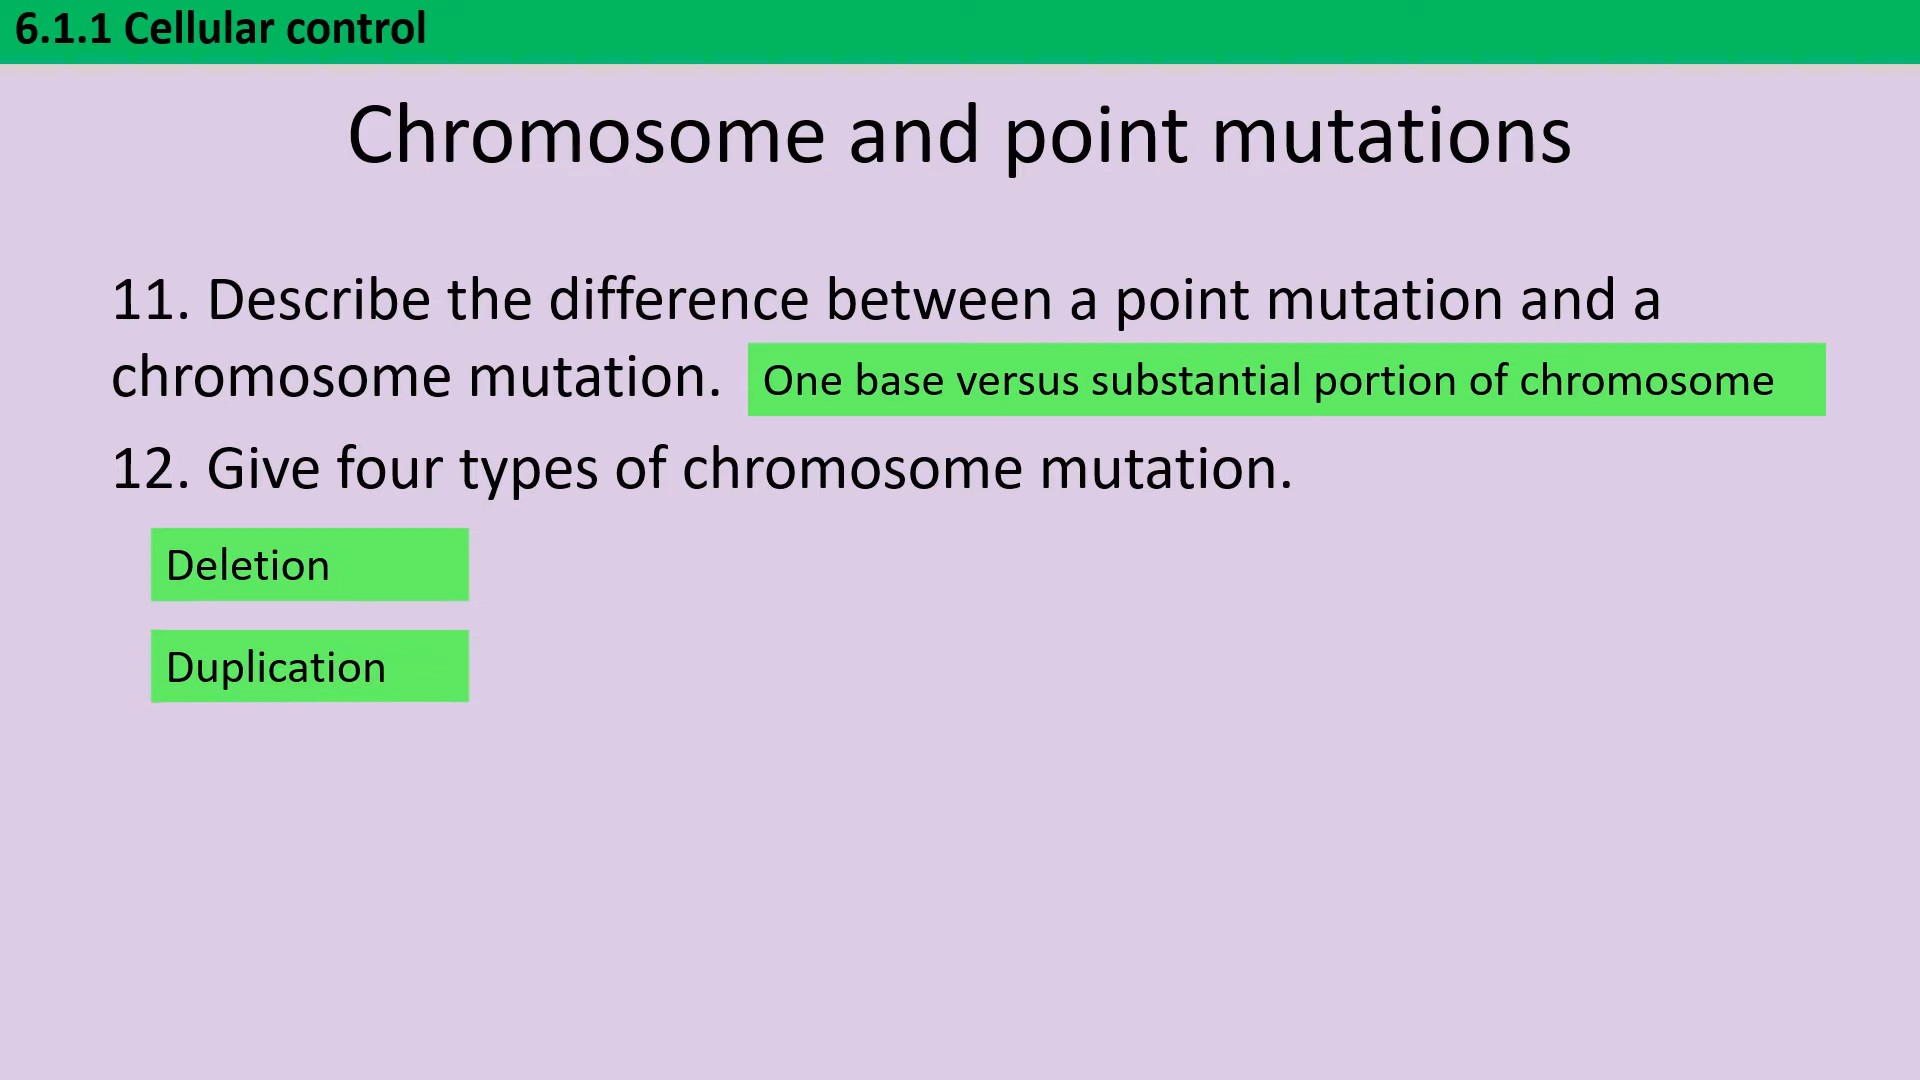 6.1.1 Cellular control
Chromosome and point mutations
11. Describe the difference between a point mutation and a
chromosome mutation. One base versus substantial portion of chromosome
12. Give four types of chromosome mutation.
Deletion
Duplication